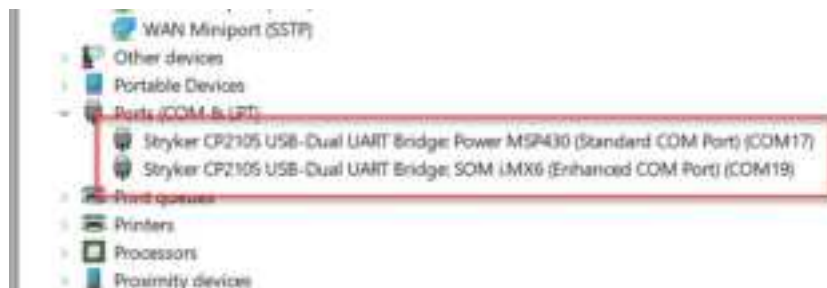 WAN Miniport (SSTP)
Other devices
Portable Devices
Ports (COM & LPT)
Stryker CP2105 USB-Dual UART Bridge: Power MSP430 (Standard COM Port) (COM17)
Stryker CP2105 USB-Dual UART Bridge: SOM i.MX6 (Enhanced COM Port) (COM19)
Print queues
Printers
Processors
Proximity devices